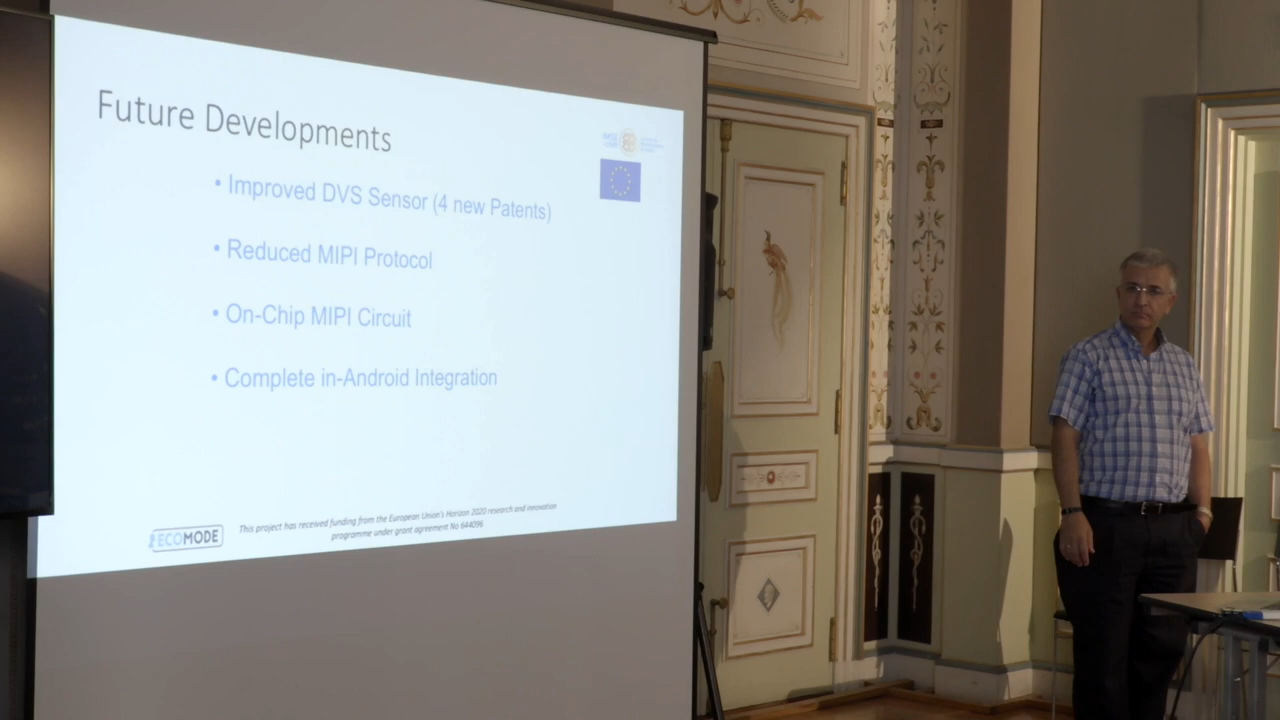 Future Developments
• Improved DVS Sensor (4 new Patents)
• Reduced MIPI Protocol
• On-Chip MIPI Circuit
• Complete in-Android Integration
ECOMODE
This project has received funding from the European Union's Horizon 2020 research and innovation
programme under grant agreement No 644096